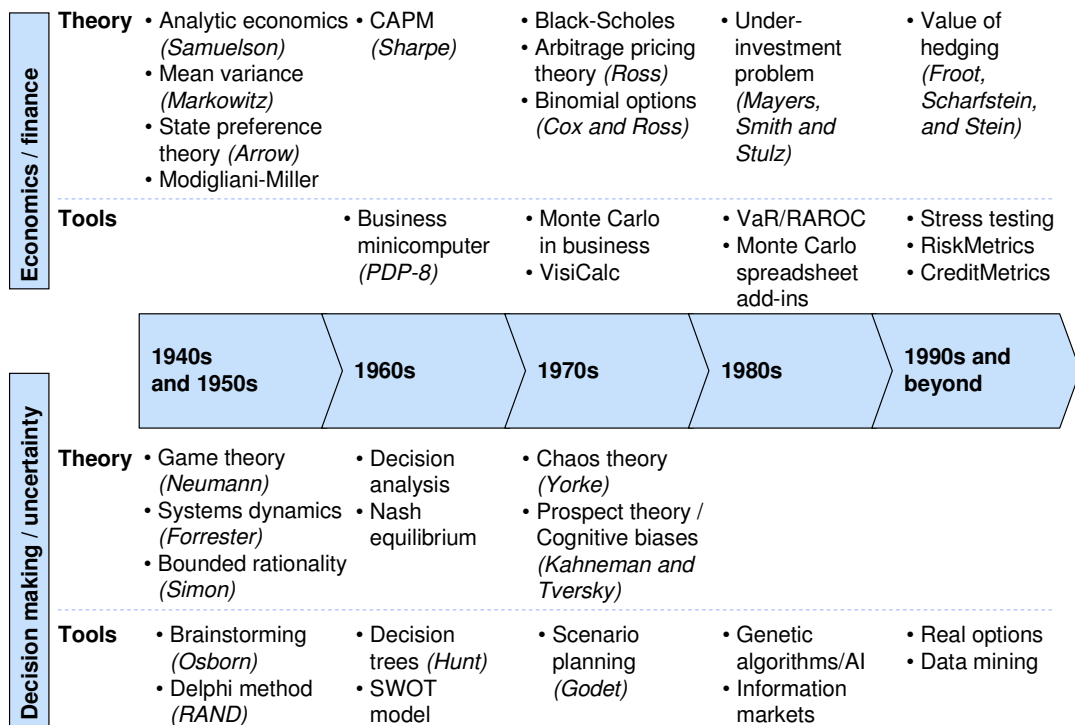 Economics / finance
Theory
• Analytic economics
(Samuelson)
• Mean variance
(Markowitz)
• State preference
theory (Arrow)
• Modigliani-Miller
• CAPM
(Sharpe)
• Black-Scholes
• Arbitrage pricing
theory (Ross)
• Binomial options
(Cox and Ross)
• Under-
investment
problem
(Mayers,
Smith and
Stulz)
• Value of
hedging
(Froot,
Scharfstein,
and Stein)
Tools
• Business
minicomputer
(PDP-8)
• Monte Carlo
in business
• VisiCalc
• VaR/RAROC
• Monte Carlo
spreadsheet
add-ins
• Stress testing
• RiskMetrics
• CreditMetrics
1940s
and 1950s
1960s
1970s
1980s
1990s and
beyond
Decision making / uncertainty
Theory
• Game theory
(Neumann)
• Systems dynamics
(Forrester)
• Bounded rationality
(Simon)
• Decision
analysis
• Nash
equilibrium
• Chaos theory
(Yorke)
• Prospect theory /
Cognitive biases
(Kahneman and
Tversky)
Tools
• Brainstorming
(Osborn)
• Delphi method
(RAND)
• Decision
trees (Hunt)
• SWOT
model
• Scenario
planning
(Godet)
• Genetic
algorithms/AI
• Information
markets
• Real options
• Data mining